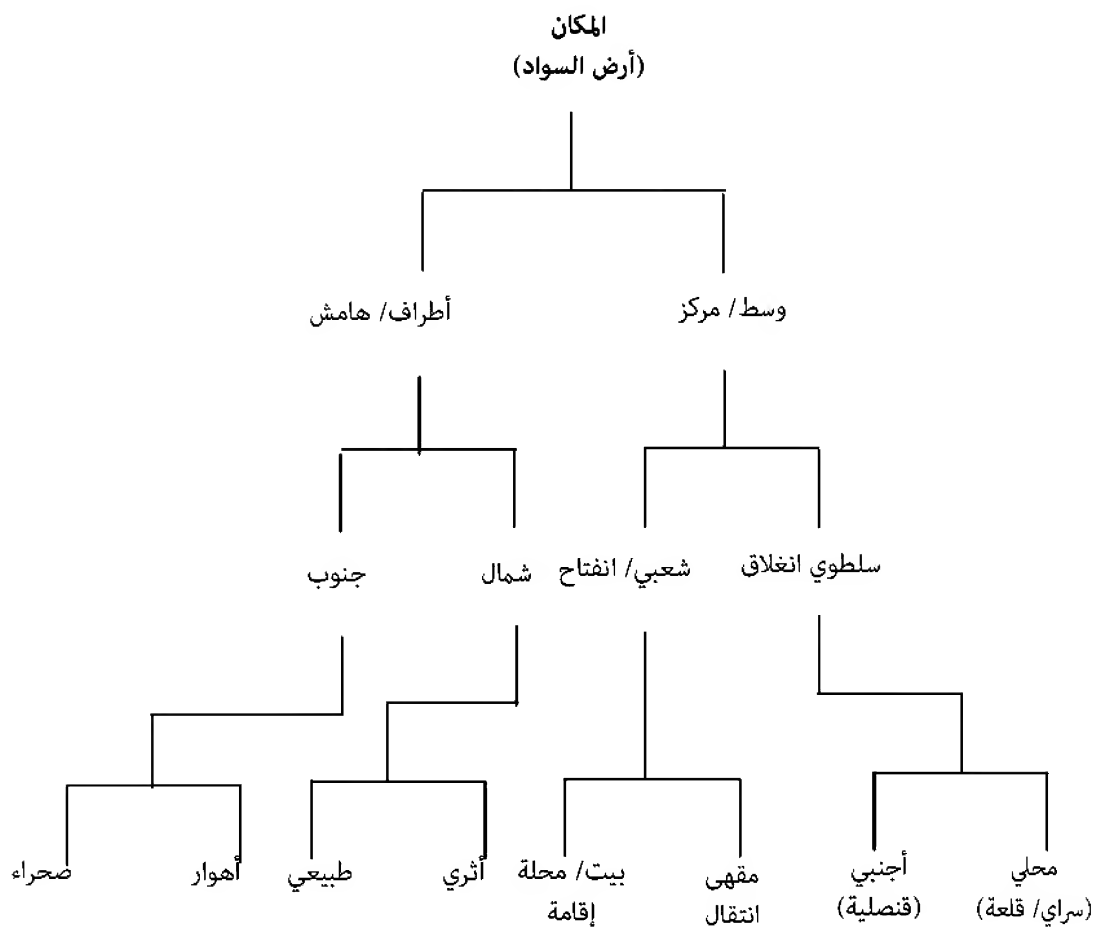 المكان
(أرض السواد)
وسط/ مركز
أطراف/ هامش
سلطوي انغلاق
شعبي/ انفتاح
شمال
جنوب
محلي
(سراي/ قلعة)
أجنبي
(قنصلية)
مقهى
انتقال
بيت/ محلة
إقامة
أثري
طبيعي
أهوار
صحراء